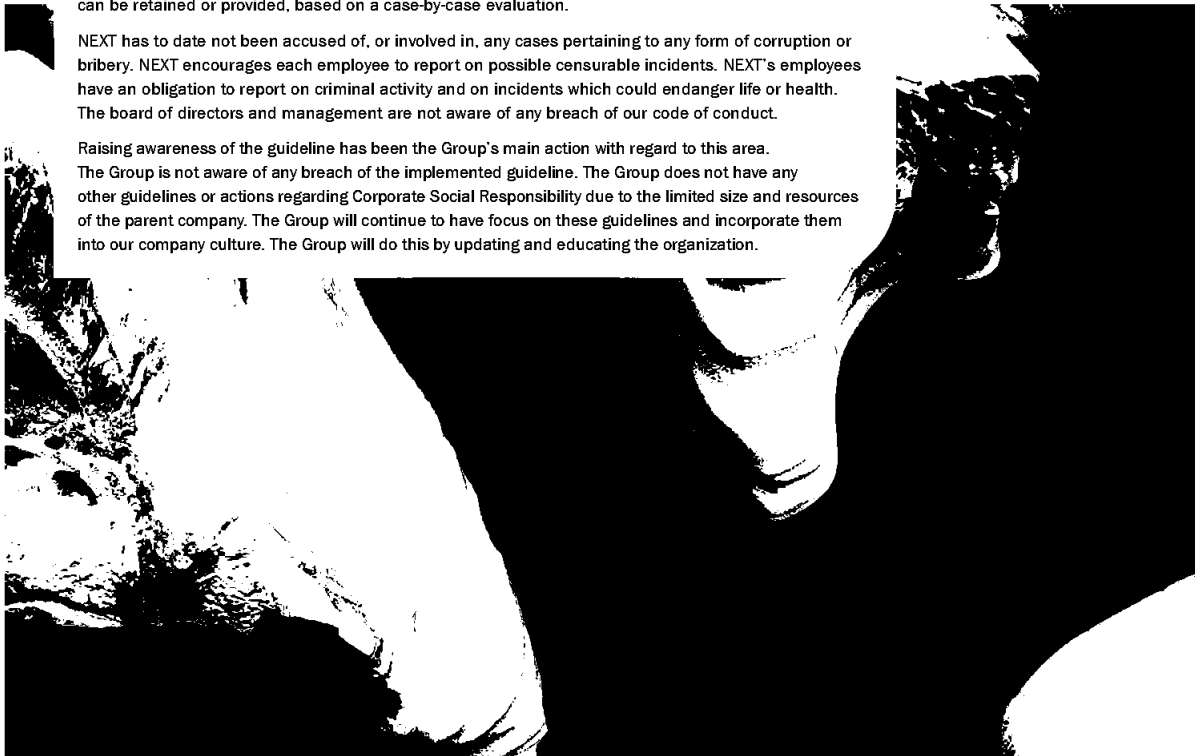 can be retained or provided, based on a case-by-case evaluation.
NEXT has to date not been accused of, or involved in, any cases pertaining to any form of corruption or
bribery. NEXT encourages each employee to report on possible censurable incidents. NEXT's employees
have an obligation to report on criminal activity and on incidents which could endanger life or health.
The board of directors and management are not aware of any breach of our code of conduct.
Raising awareness of the guideline has been the Group's main action with regard to this area.
The Group is not aware of any breach of the implemented guideline. The Group does not have any
other guidelines or actions regarding Corporate Social Responsibility due to the limited size and resources
of the parent company. The Group will continue to have focus on these guidelines and incorporate them
into our company culture. The Group will do this by updating and educating the organization.